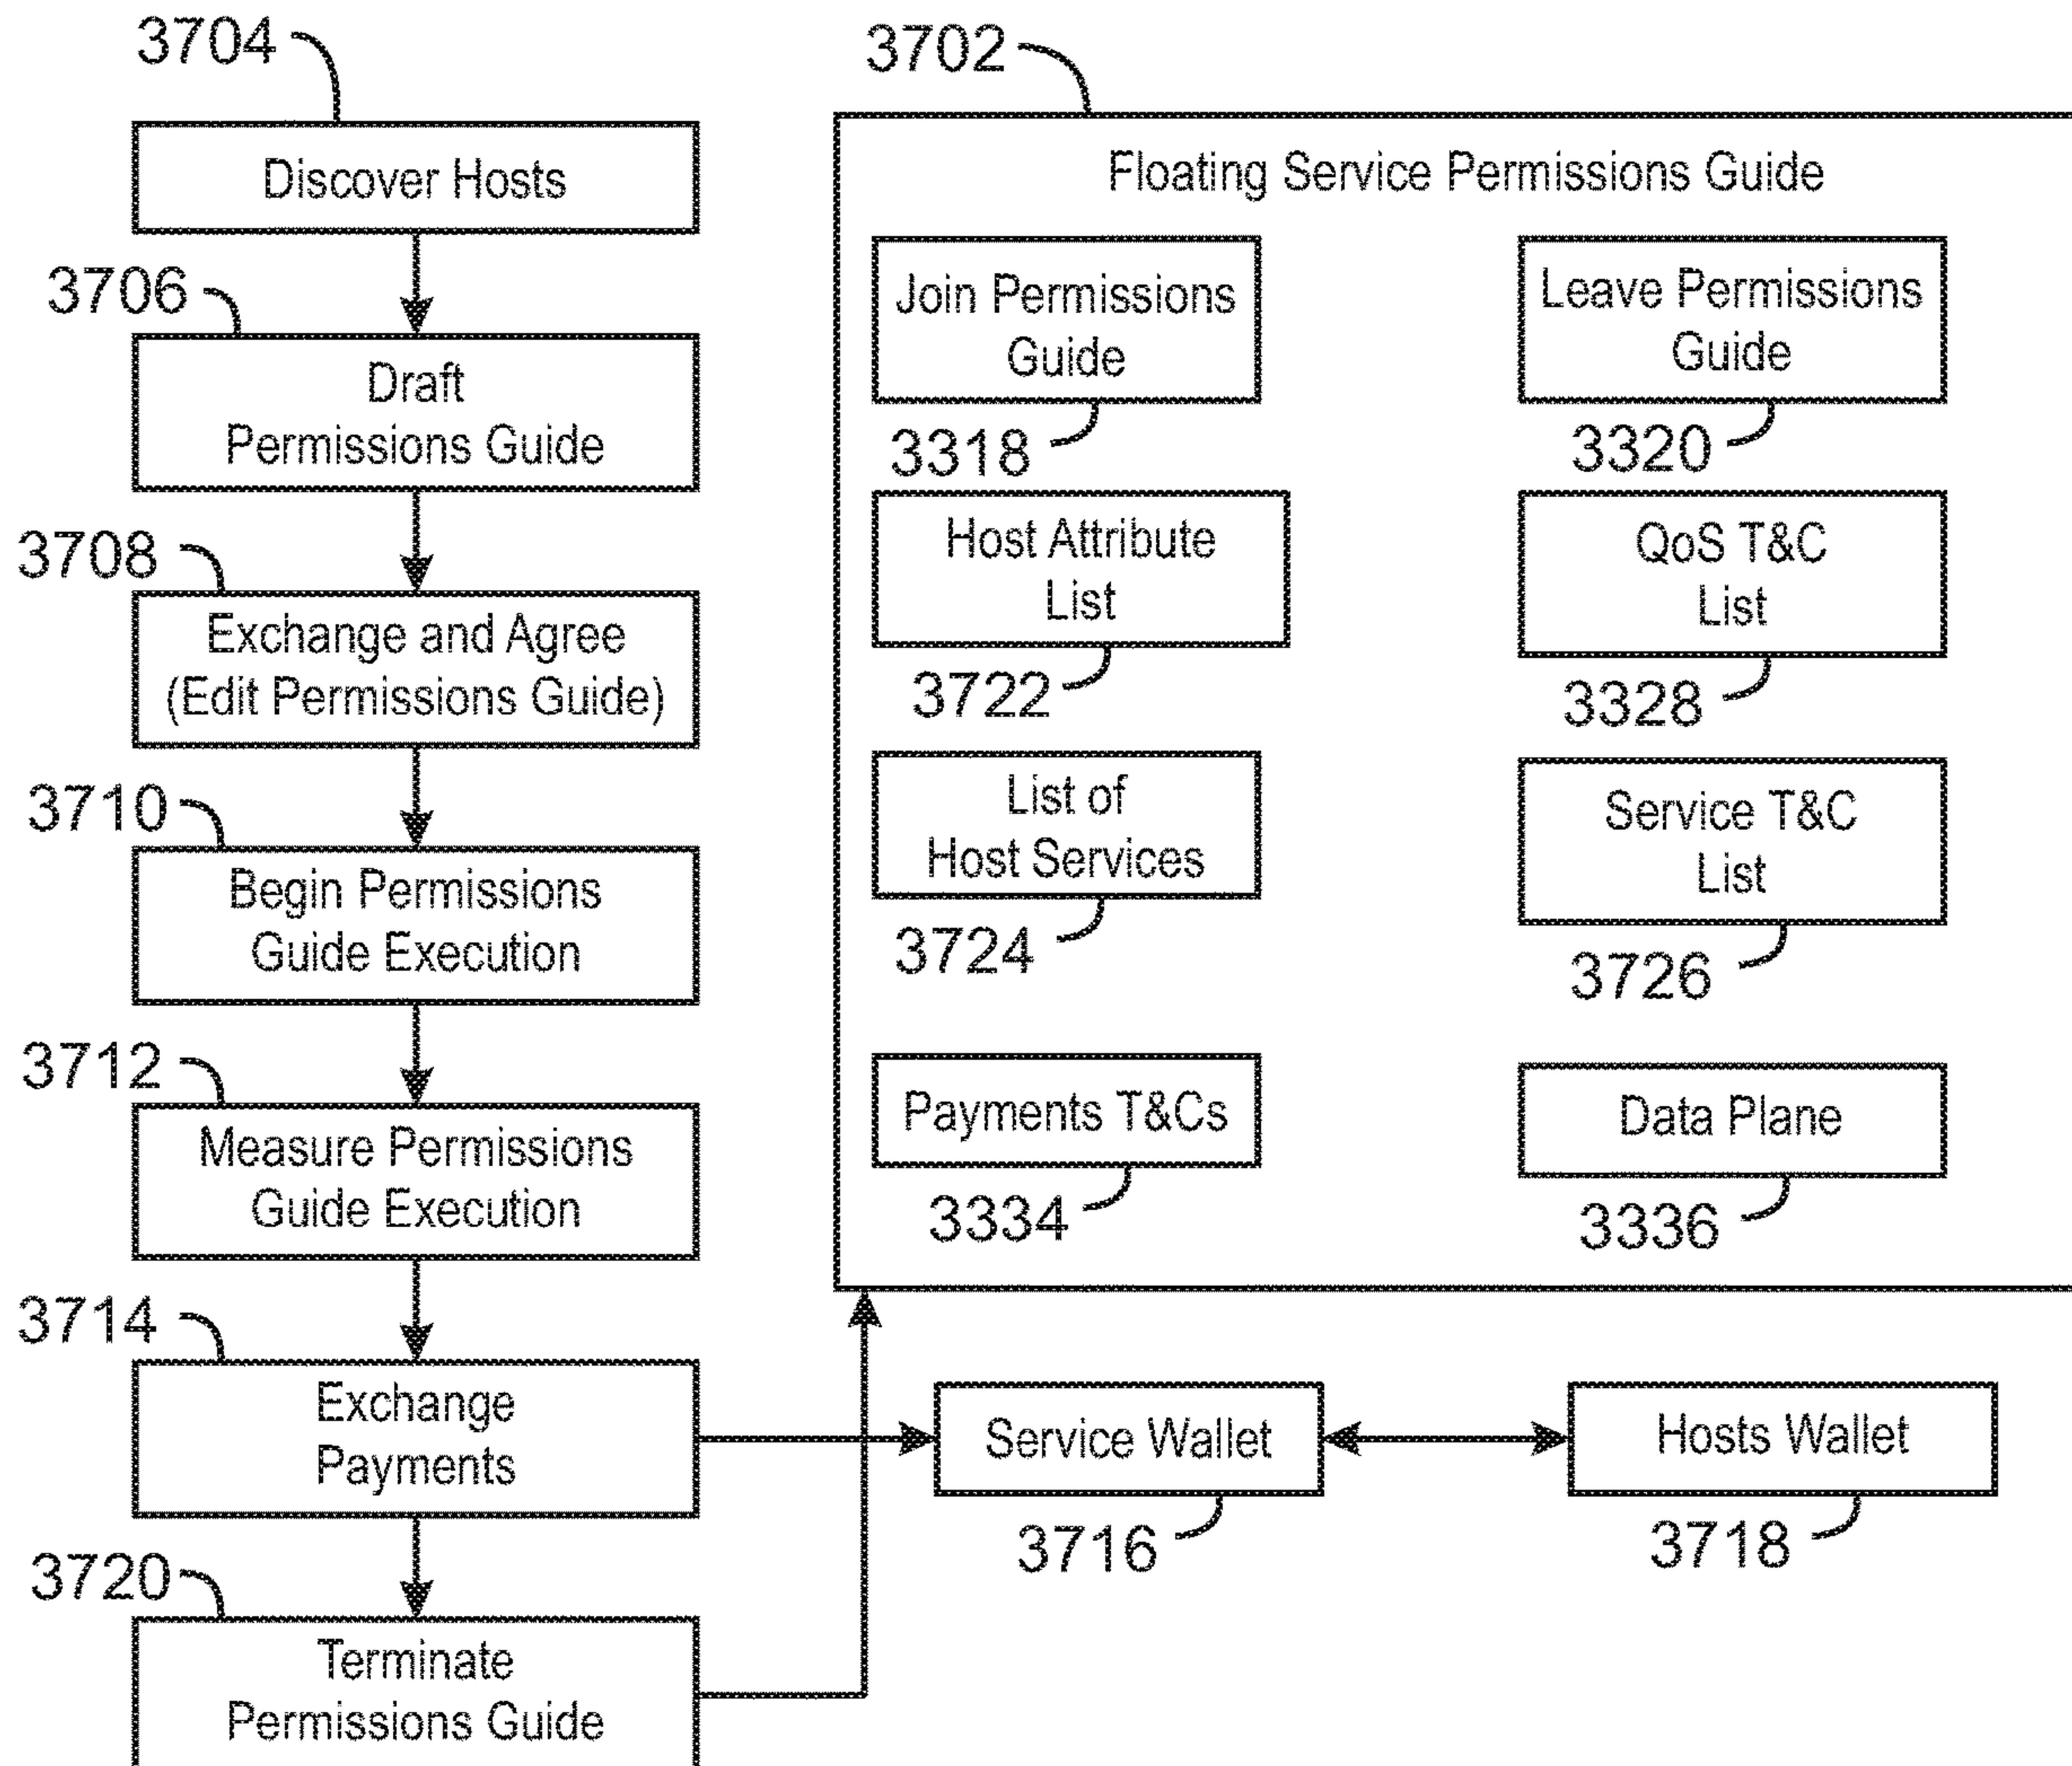 3704
Discover Hosts
3706
Draft
Permissions Guide
3708
Exchange and Agree
(Edit Permissions Guide)
3710
Begin Permissions
Guide Execution
3712
Measure Permissions
Guide Execution
3714
Exchange
Payments
3720
Terminate
Permissions Guide
3702
Floating Service Permissions Guide
Join Permissions
Guide
3318
Leave Permissions
Guide
3320
Host Attribute
List
3722
QoS T&C
List
3328
List of
Host Services
3724
Service T&C
List
3726
Payments T&Cs
3334
Data Plane
3336
Service Wallet
3716
Hosts Wallet
3718